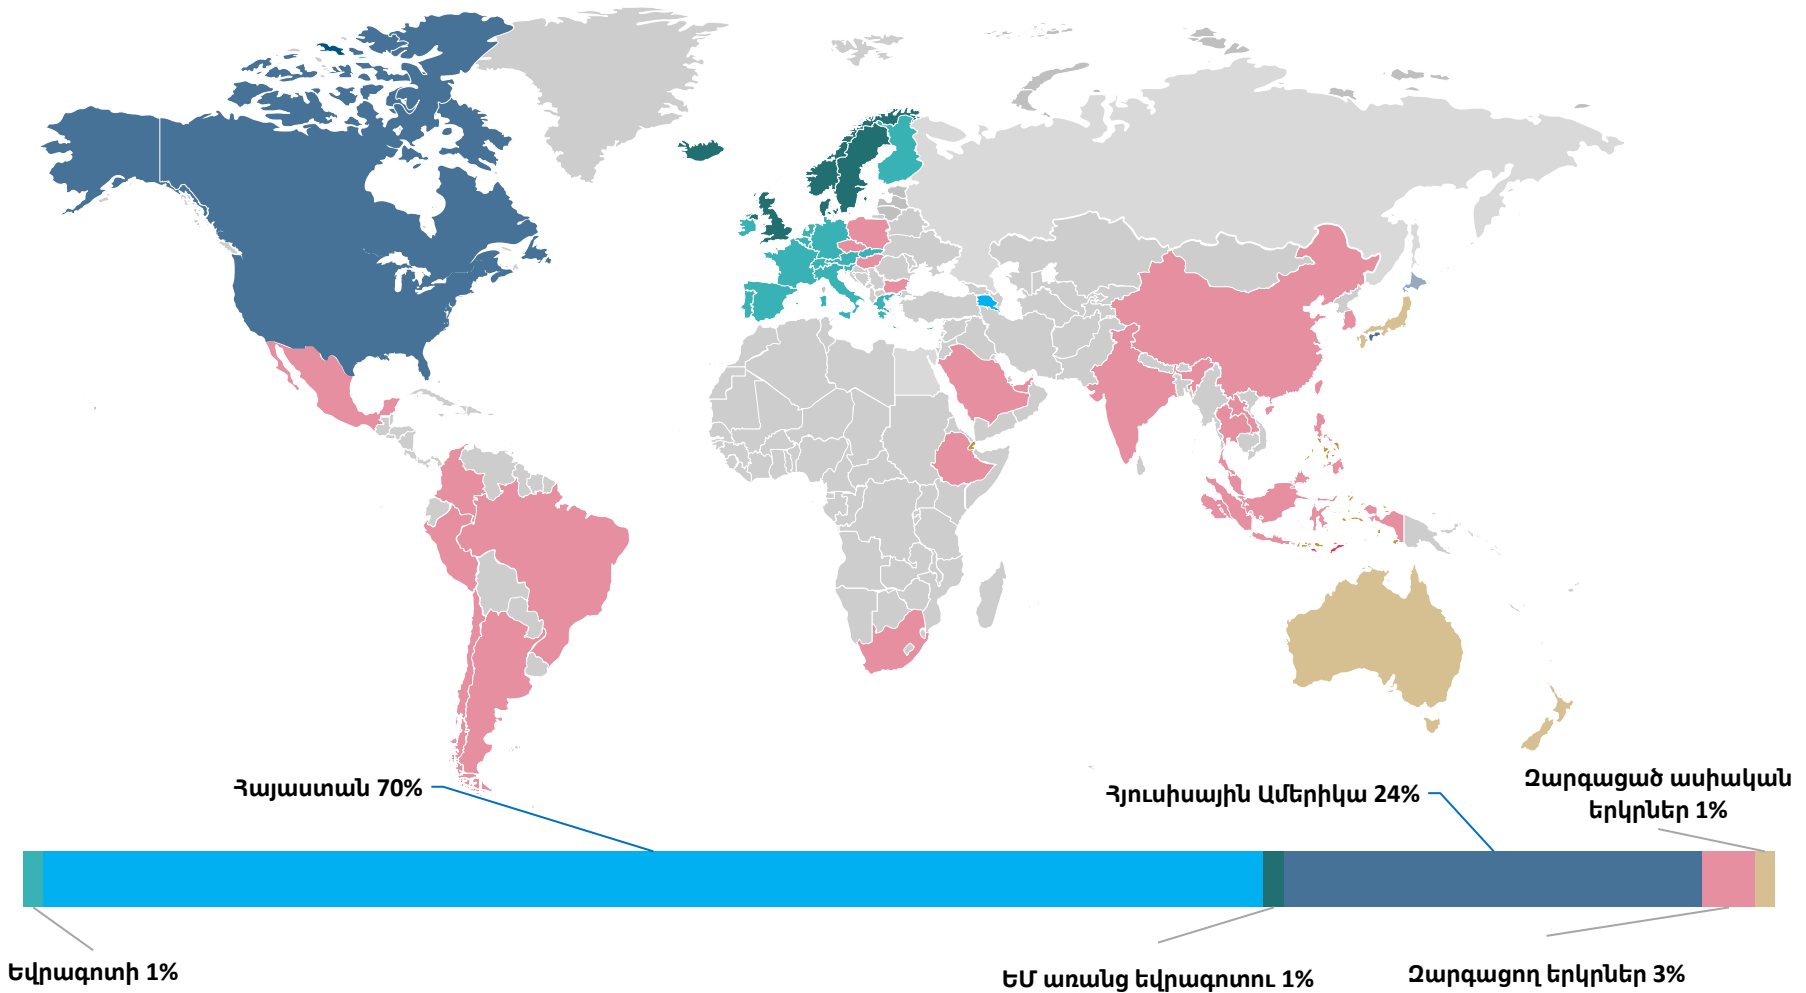 Հայաստան 70%
Հյուսիսային Ամերիկա 24%
Զարգացած ասիական
երկրներ 1%
Եվրագոտի 1%
ԵՄ առանց եվրագոտու 1%
Զարգացող երկրներ 3%